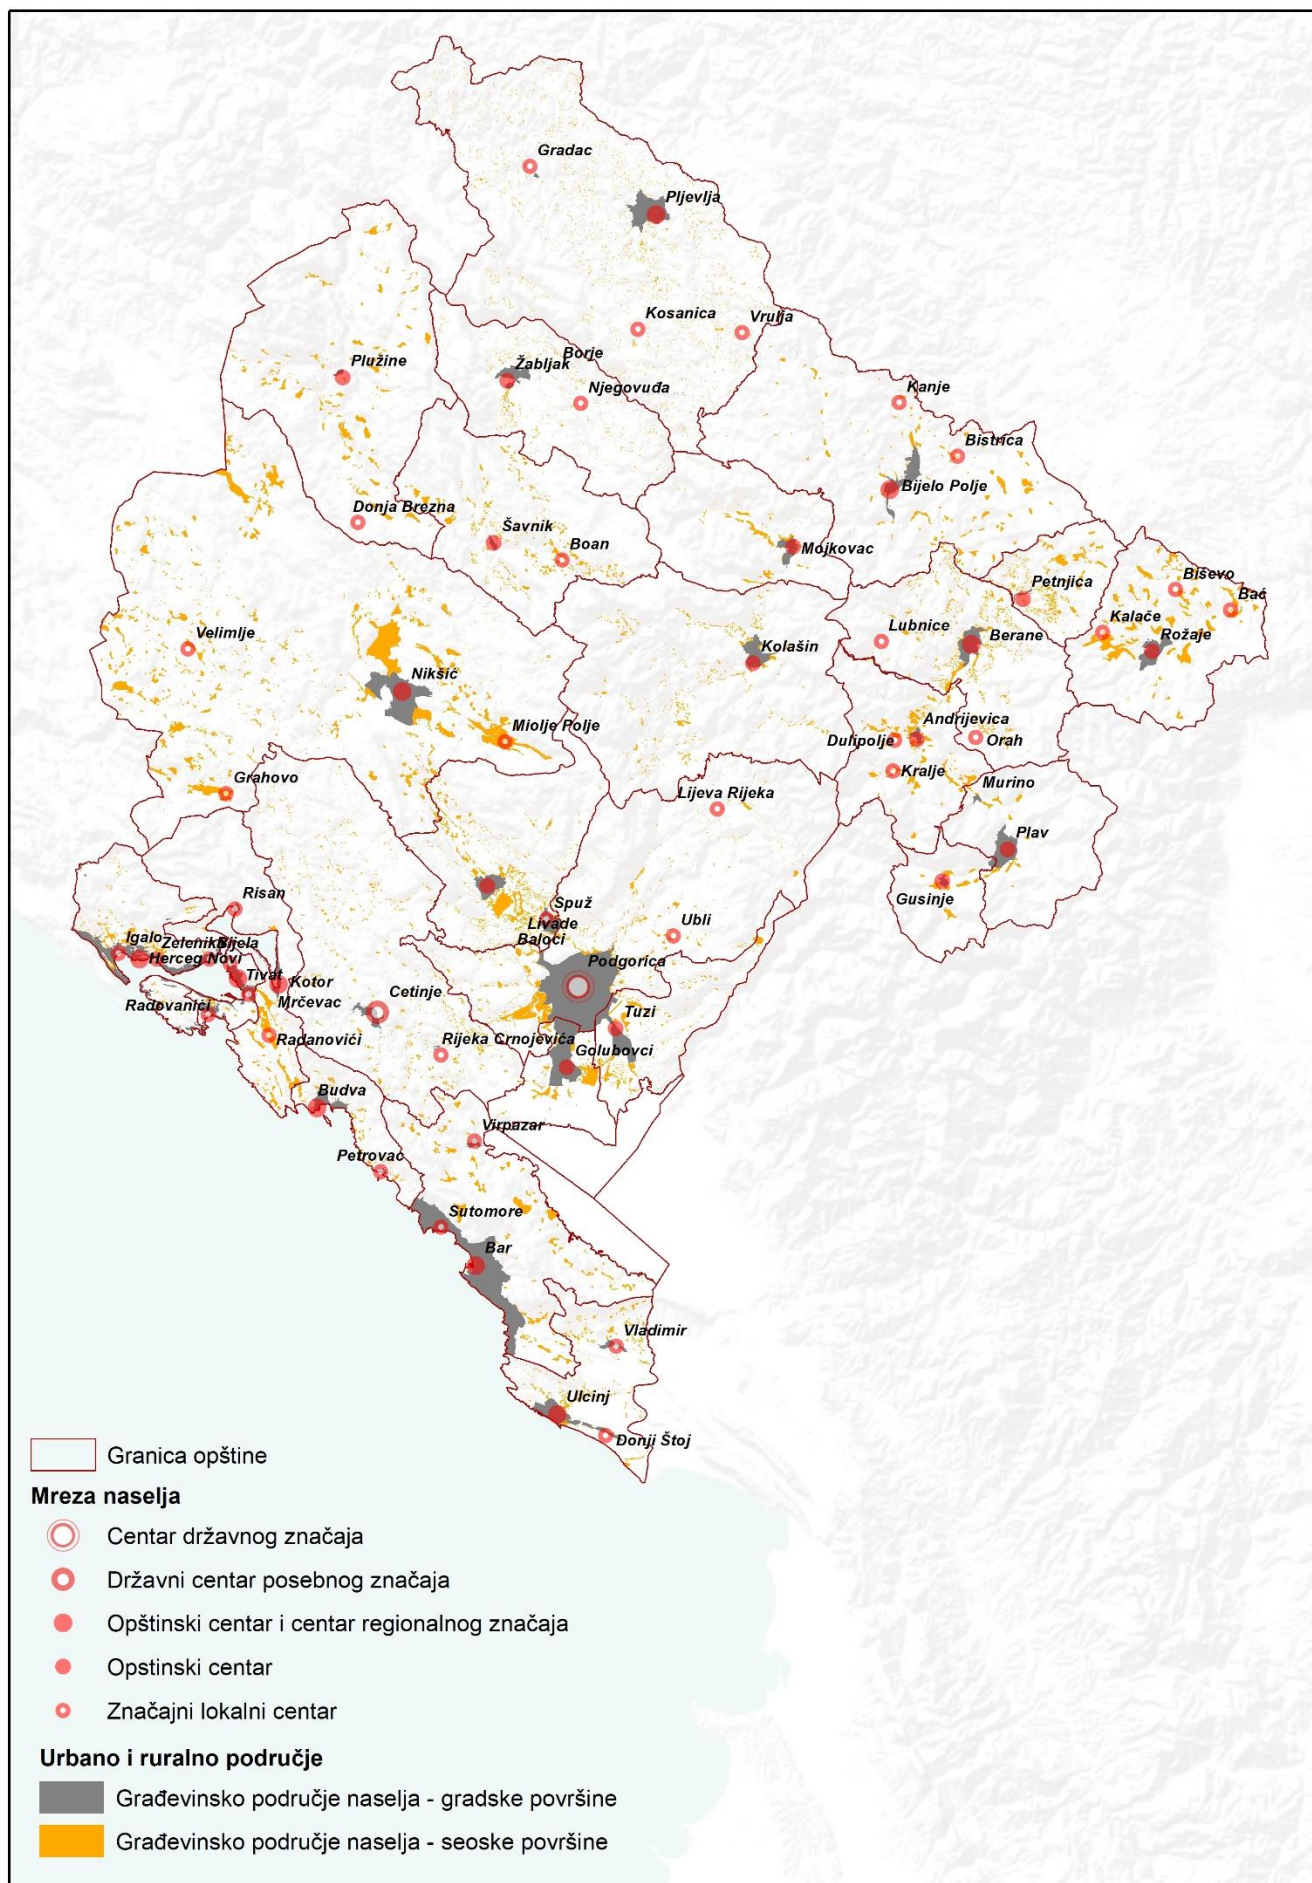 Gradac
Pljevlja
Kosanica
Vrulja
Borje
Žabljak
Plužine
Njegovuđa
Kanje
Bistrica
Bijelo Polje
Donja Brezna
Šavnik
Boan
Mojkovac
Petnjica
Biševo
Bać
Kalače
Rožaje
Velimlje
Lubnice
Berane
Kolašin
Nikšić
Miolje Polje
Andrijevica
Dulipolje
Orah
Kralje
Murino
Grahovo
Lijeva Rijeka
Plav
Gusinje
Risan
Spuž
Livade
Ubli
Igalo
Zelenika
Bijela
Baloci
Herceg Novi
Podgorica
Tivat
Kotor
Cetinje
Radovanići
Mrčevac
Tuzi
Radanovići
Rijeka Crnojevića
Golubovci
Budva
Virpazar
Petrovac
Sutomore
Bar
Vladimir
Ulcinj
Donji Štoj
Granica opštine
Mreza naselja
Centar državnog značaja
Državni centar posebnog značaja
Opštinski centar i centar regionalnog značaja
Opstinski centar
Značajni lokalni centar
Urbano i ruralno područje
Građevinsko područje naselja - gradske površine
Građevinsko područje naselja - seoske površine